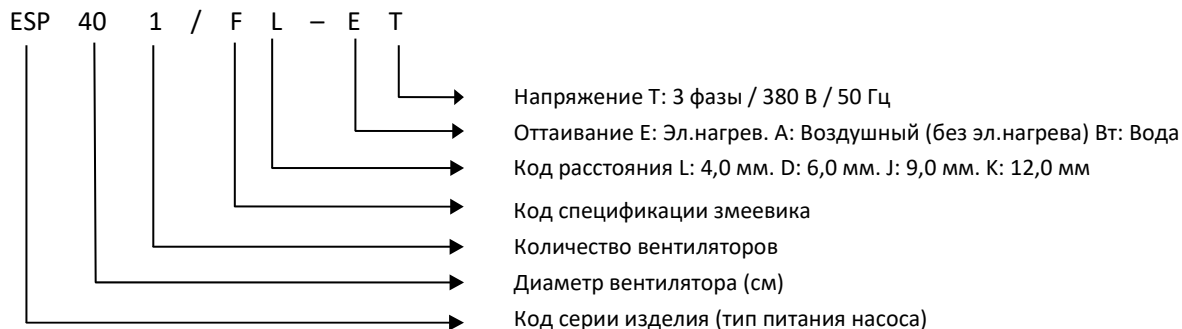 ESP 40 1 / F L – E T
Напряжение T: 3 фазы / 380 В / 50 Гц
Оттаивание E: Эл.нагрев. A: Воздушный (без эл.нагрева) Вт: Вода
Код расстояния L: 4,0 мм. D: 6,0 мм. J: 9,0 мм. K: 12,0 мм
Код спецификации змеевика
Количество вентиляторов
Диаметр вентилятора (см)
Код серии изделия (тип питания насоса)